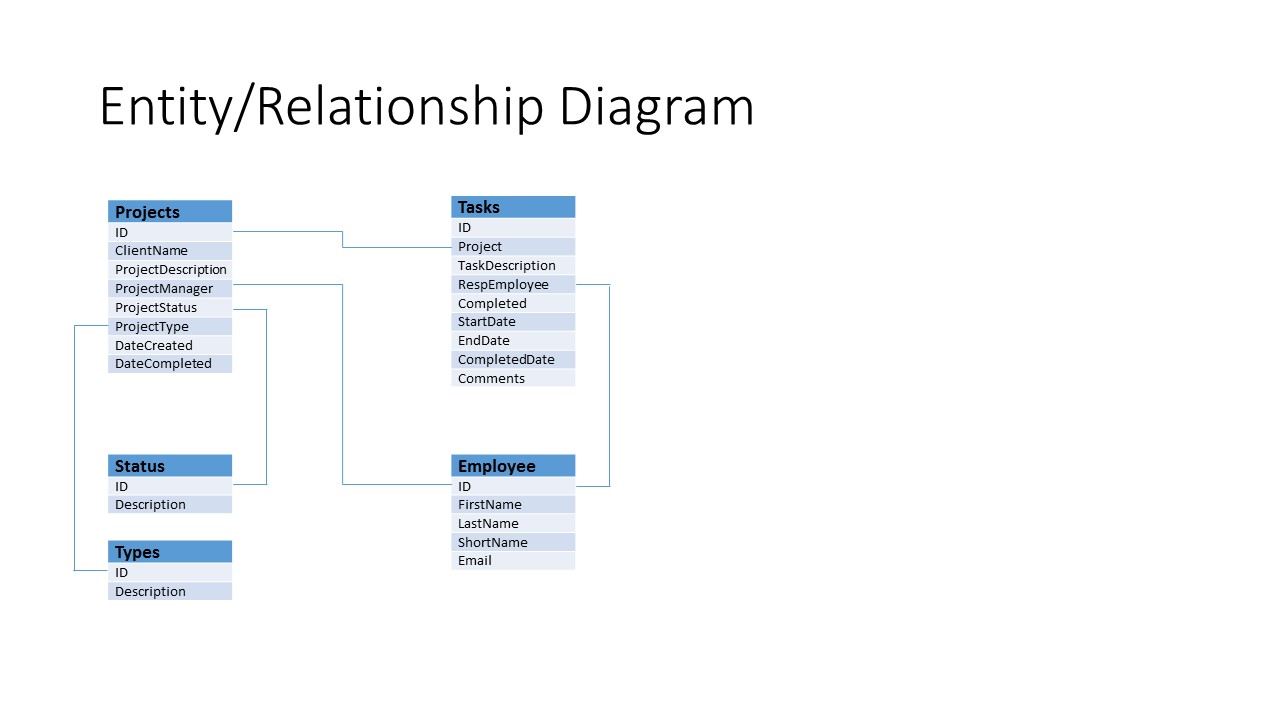 Entity/Relationship Diagram
Projects
ID
ClientName
ProjectDescription
ProjectManager
ProjectStatus
ProjectType
DateCreated
DateCompleted
Tasks
ID
Project
TaskDescription
RespEmployee
Completed
StartDate
EndDate
CompletedDate
Comments
Status
ID
Description
Employee
ID
FirstName
LastName
ShortName
Email
Types
ID
Description